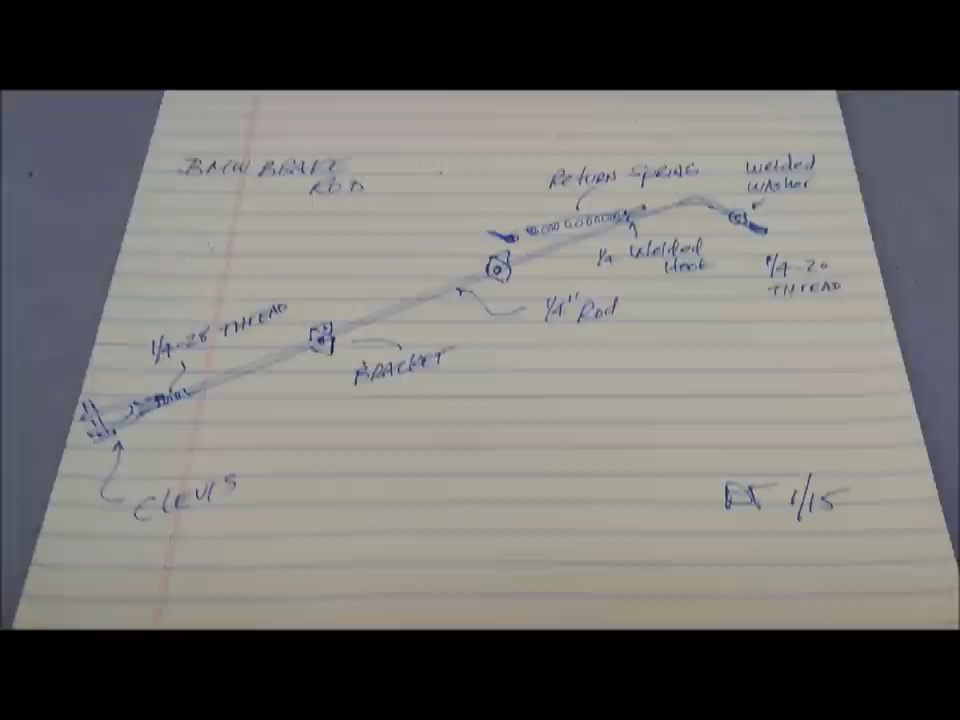 BMW BRAKE
ROD
RETURN SPRING
Welded
Washer
1/4 Welded
Hook
1/4-20
THREAD
1/4" Rod
1/4-28 THREAD
BRACKET
CLEVIS
1/15